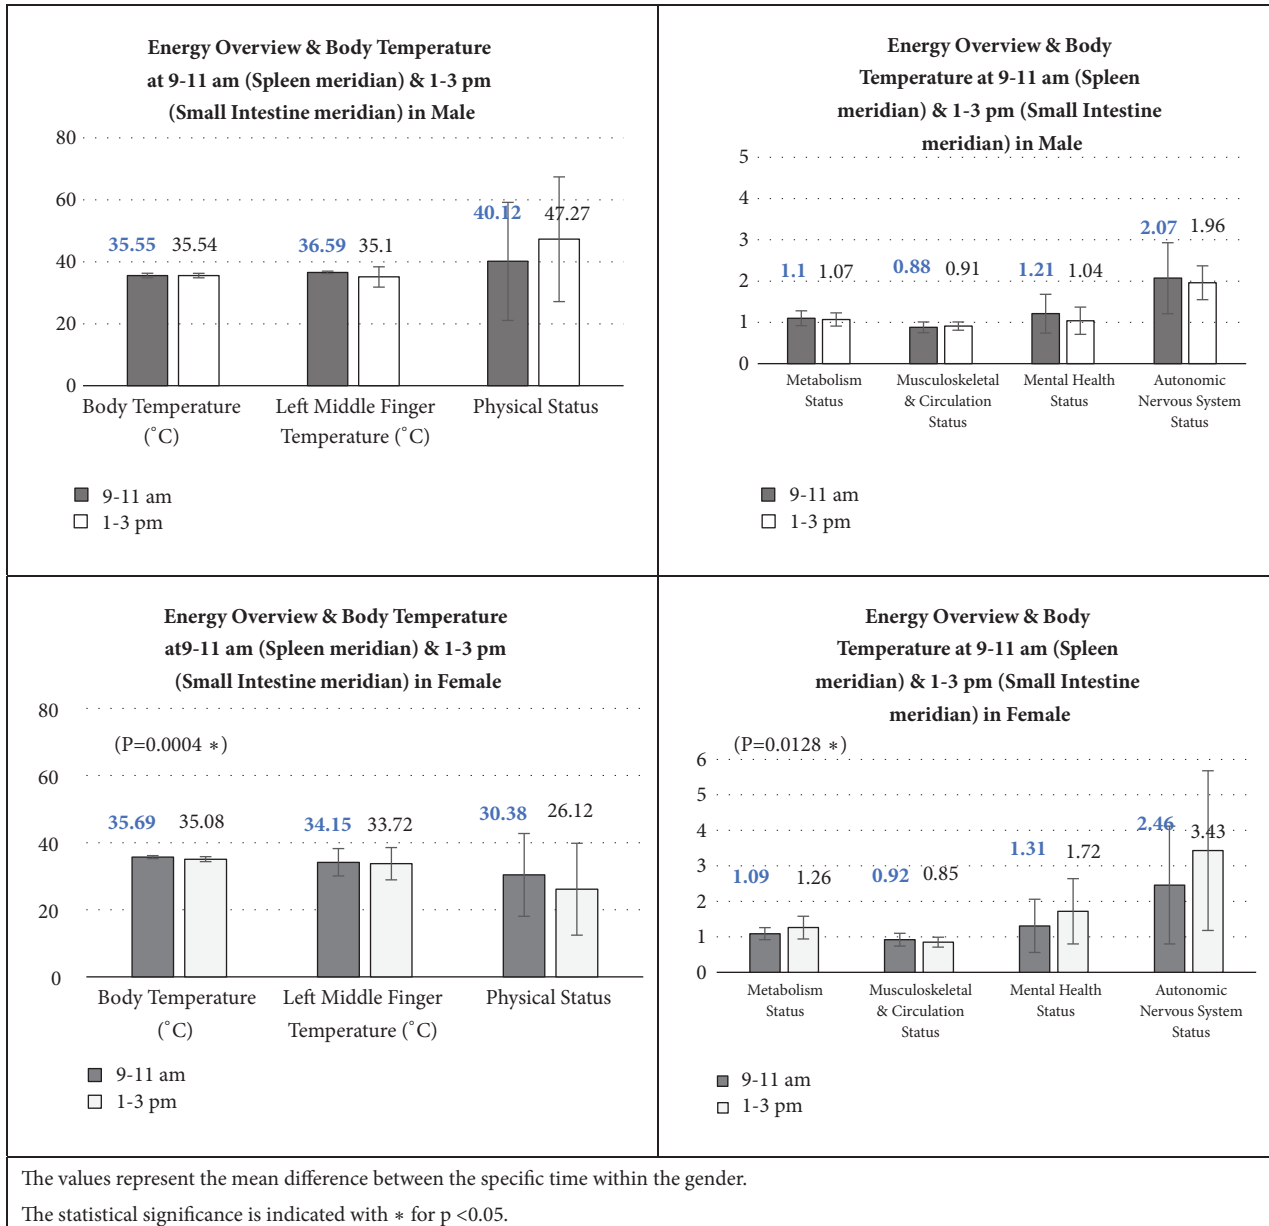 Energy Overview & Body Temperature
at 9-11 am (Spleen meridian) & 1-3 pm
(Small Intestine meridian) in Male
80
60
40
20
0
35.55
35.54
36.59
35.1
40.12
47.27
Body Temperature
(˚C)
Left Middle Finger
Temperature (˚C)
Physical Status
9-11 am
1-3 pm
Energy Overview & Body
Temperature at 9-11 am (Spleen
meridian) & 1-3 pm (Small Intestine
meridian) in Male
5
4
3
2
1
0
1.1
1.07
0.88
0.91
1.21
1.04
2.07
1.96
Metabolism
Status
Musculoskeletal
& Circulation
Status
Mental Health
Status
Autonomic
Nervous System
Status
9-11 am
1-3 pm
Energy Overview & Body Temperature
at9-11 am (Spleen meridian) & 1-3 pm
(Small Intestine meridian) in Female
80
60
40
20
0
(P=0.0004 ∗)
35.69
35.08
34.15
33.72
30.38
26.12
Body Temperature
(˚C)
Left Middle Finger
Temperature (˚C)
Physical Status
9-11 am
1-3 pm
Energy Overview & Body
Temperature at 9-11 am (Spleen
meridian) & 1-3 pm (Small Intestine
meridian) in Female
(P=0.0128 ∗)
6
5
4
3
2
1
0
1.09
1.26
0.92
0.85
1.31
1.72
2.46
3.43
Metabolism
Status
Musculoskeletal
& Circulation
Status
Mental Health
Status
Autonomic
Nervous System
Status
9-11 am
1-3 pm
The values represent the mean difference between the specific time within the gender.
The statistical significance is indicated with ∗ for p <0.05.